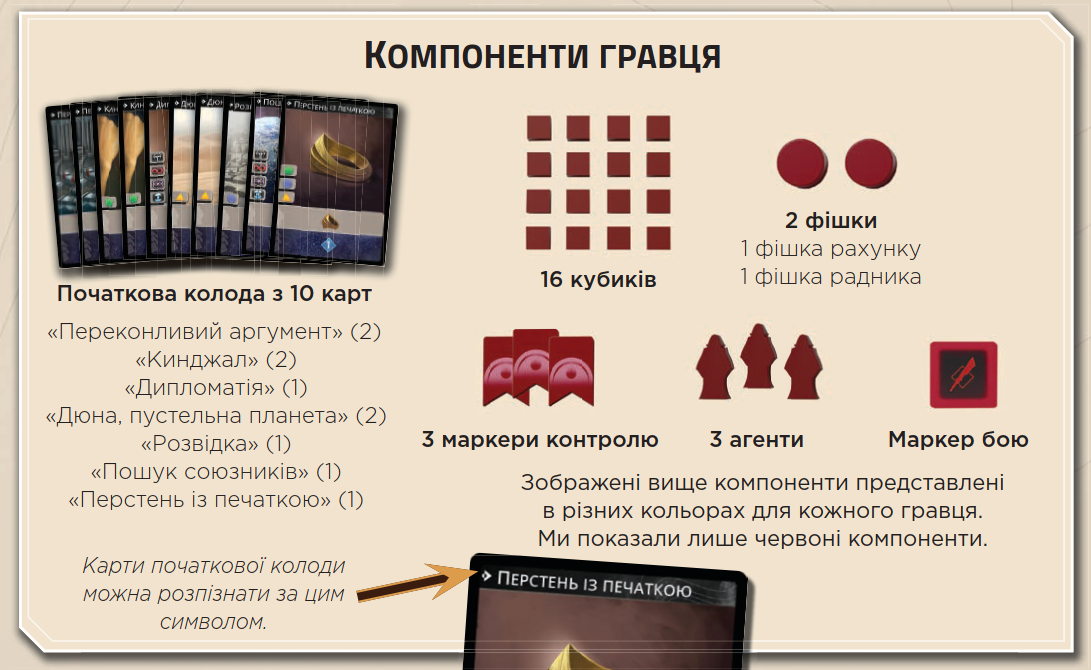 КОМПОНЕНТИ ГРАВЦЯ
ПЕРСТЕНЬ ІЗ ПЕЧАТКОЮ
Початкова колода з 10 карт
«Переконливий аргумент» (2)
«Кинджал» (2)
«Дипломатія» (1)
«Дюна, пустельна планета» (2)
«Розвідка» (1)
«Пошук союзників» (1)
«Перстень із печаткою» (1)
Карти початкової колоди
можна розпізнати за цим
символом.
16 кубиків
2 фішки
1 фішка рахунку
1 фішка радника
3 маркери контролю
3 агенти
Маркер бою
Зображені вище компоненти представлені
в різних кольорах для кожного гравця.
Ми показали лише червоні компоненти.
ПЕРСТЕНЬ ІЗ ПЕЧАТКОЮ